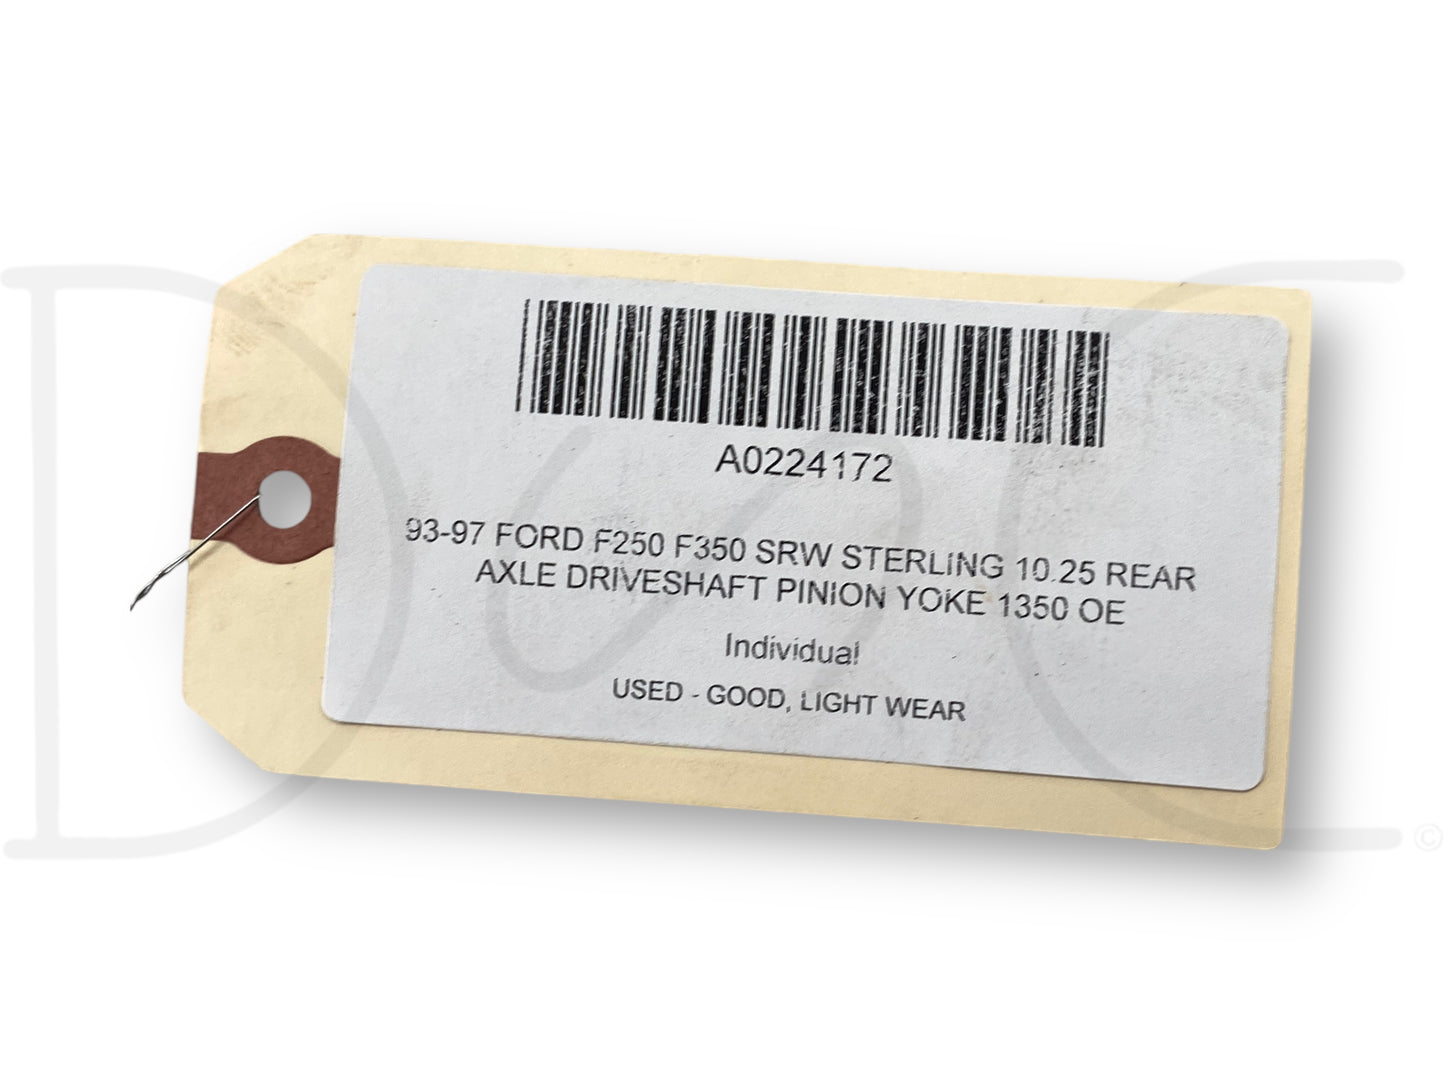 A0224172
93-97 FORD F250 F350 SRW STERLING 10.25 REAR
AXLE DRIVESHAFT PINION YOKE 1350 OE
Individual
USED - GOOD, LIGHT WEAR
©